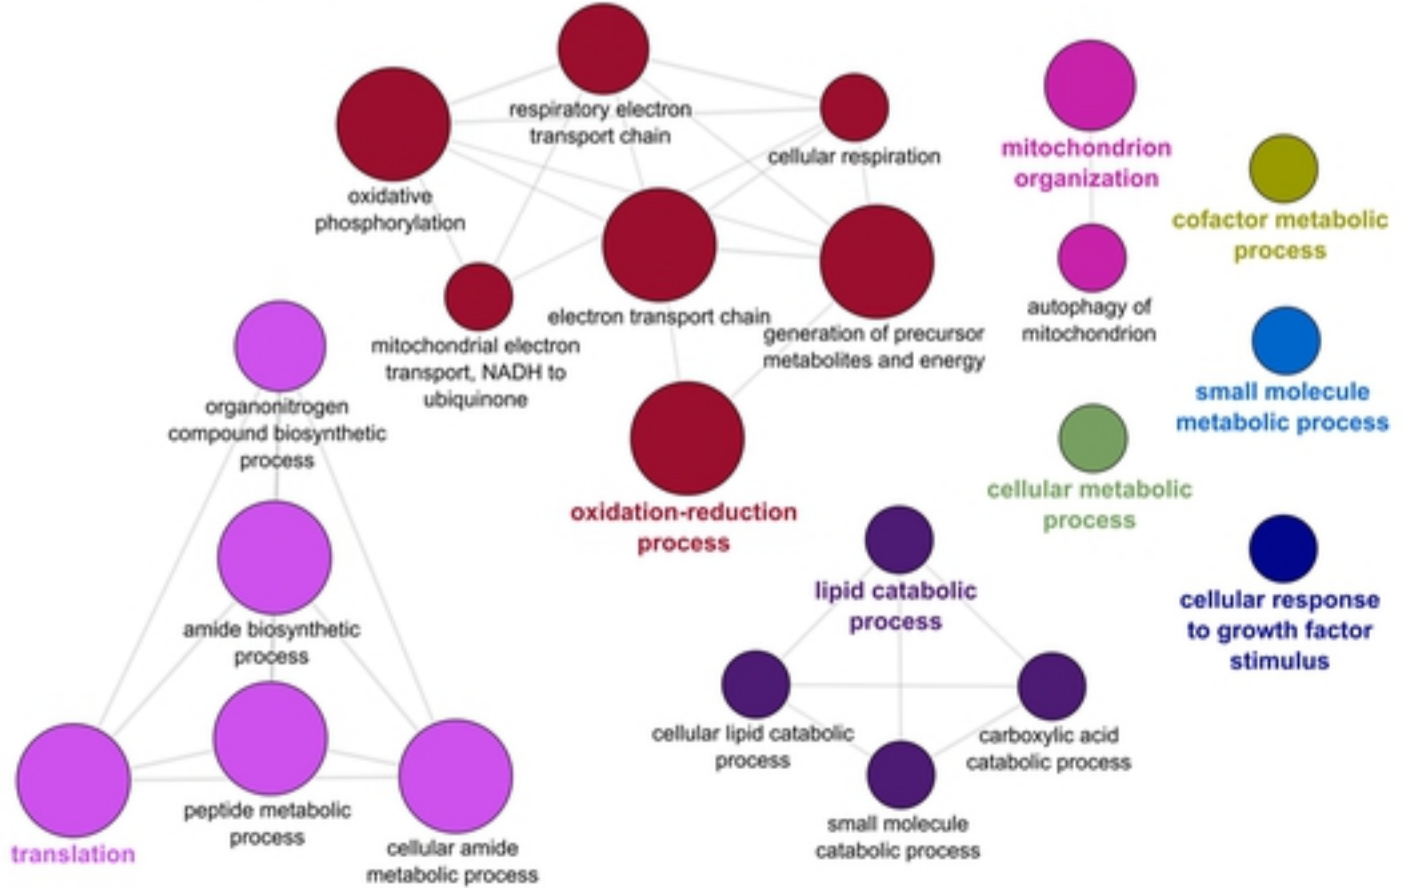 respiratory electron
transport chain
cellular respiration
oxidative
phosphorylation
electron transport chain
generation of precursor
metabolites and energy
mitochondrial electron
transport, NADH to
ubiquinone
oxidation-reduction
process
mitochondrion
organization
autophagy of
mitochondrion
cofactor metabolic
process
small molecule
metabolic process
cellular metabolic
process
cellular response
to growth factor
stimulus
organonitrogen
compound biosynthetic
process
amide biosynthetic
process
peptide metabolic
process
translation
cellular amide
metabolic process
lipid catabolic
process
cellular lipid catabolic
process
carboxylic acid
catabolic process
small molecule
catabolic process